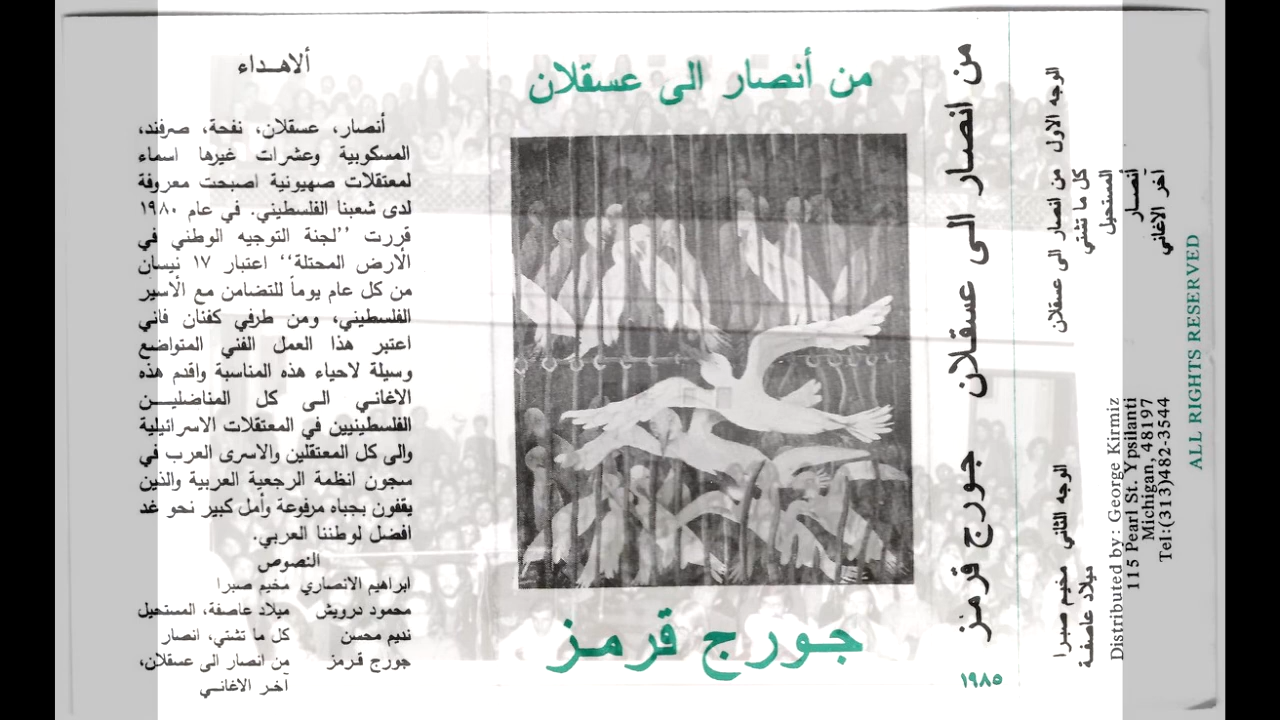 ألاهـداء
أنصار، عسقلان، نفحة، صرفند،
المسكوبية وعشرات غيرها اسماء
لمعتقلات صهيونية اصبحت معروفة
لدى شعبنا الفلسطيني. في عام ١٩٨٠
قررت ‘‘لجنة التوجيه الوطني في
الأرض المحتلة‘‘ اعتبار ١٧ نيسان
من كل عام يوماً للتضامن مع الأسير
الفلسطيني، ومن طرفي كفنان فاني
اعتبر هذا العمل الفني المتواضع
وسيلة لاحياء هذه المناسبة واقدم هذه
الاغاني الى كل المناضليـن
الفلسطينيين في المعتقلات الاسرائيلية
والى كل المعتقلين والاسرى العرب في
سجون انظمة الرجعية العربية والذين
يقفون بجباه مرفوعة وأمل كبير نحو غد
افضل لوطننا العربي.
النصوص
ابراهيم الانصاري مخيم صبرا
محمود درويش ميلاد عاصفة، المستحيل
نديم محسن كل ما تشتي، انصار
جورج قرمز من انصار الى عسقلان،
آخر الاغاني
من أنصار الى عسقلان
جورج قرمز
من انصار الى عسقلان جورج قرمز
١٩٨٥
الوجه الاول من انصار الى عسقلان
كل ما تشتي
المستحيل
أنصار
آخر الاغاني
الوجه الثاني مخيم صبرا
ميلاد عاصفة
Distributed by: George Kirmiz
115 Pearl St. Ypsilanti
Michigan, 48197
Tel:(313)482-3544
ALL RIGHTS RESERVED